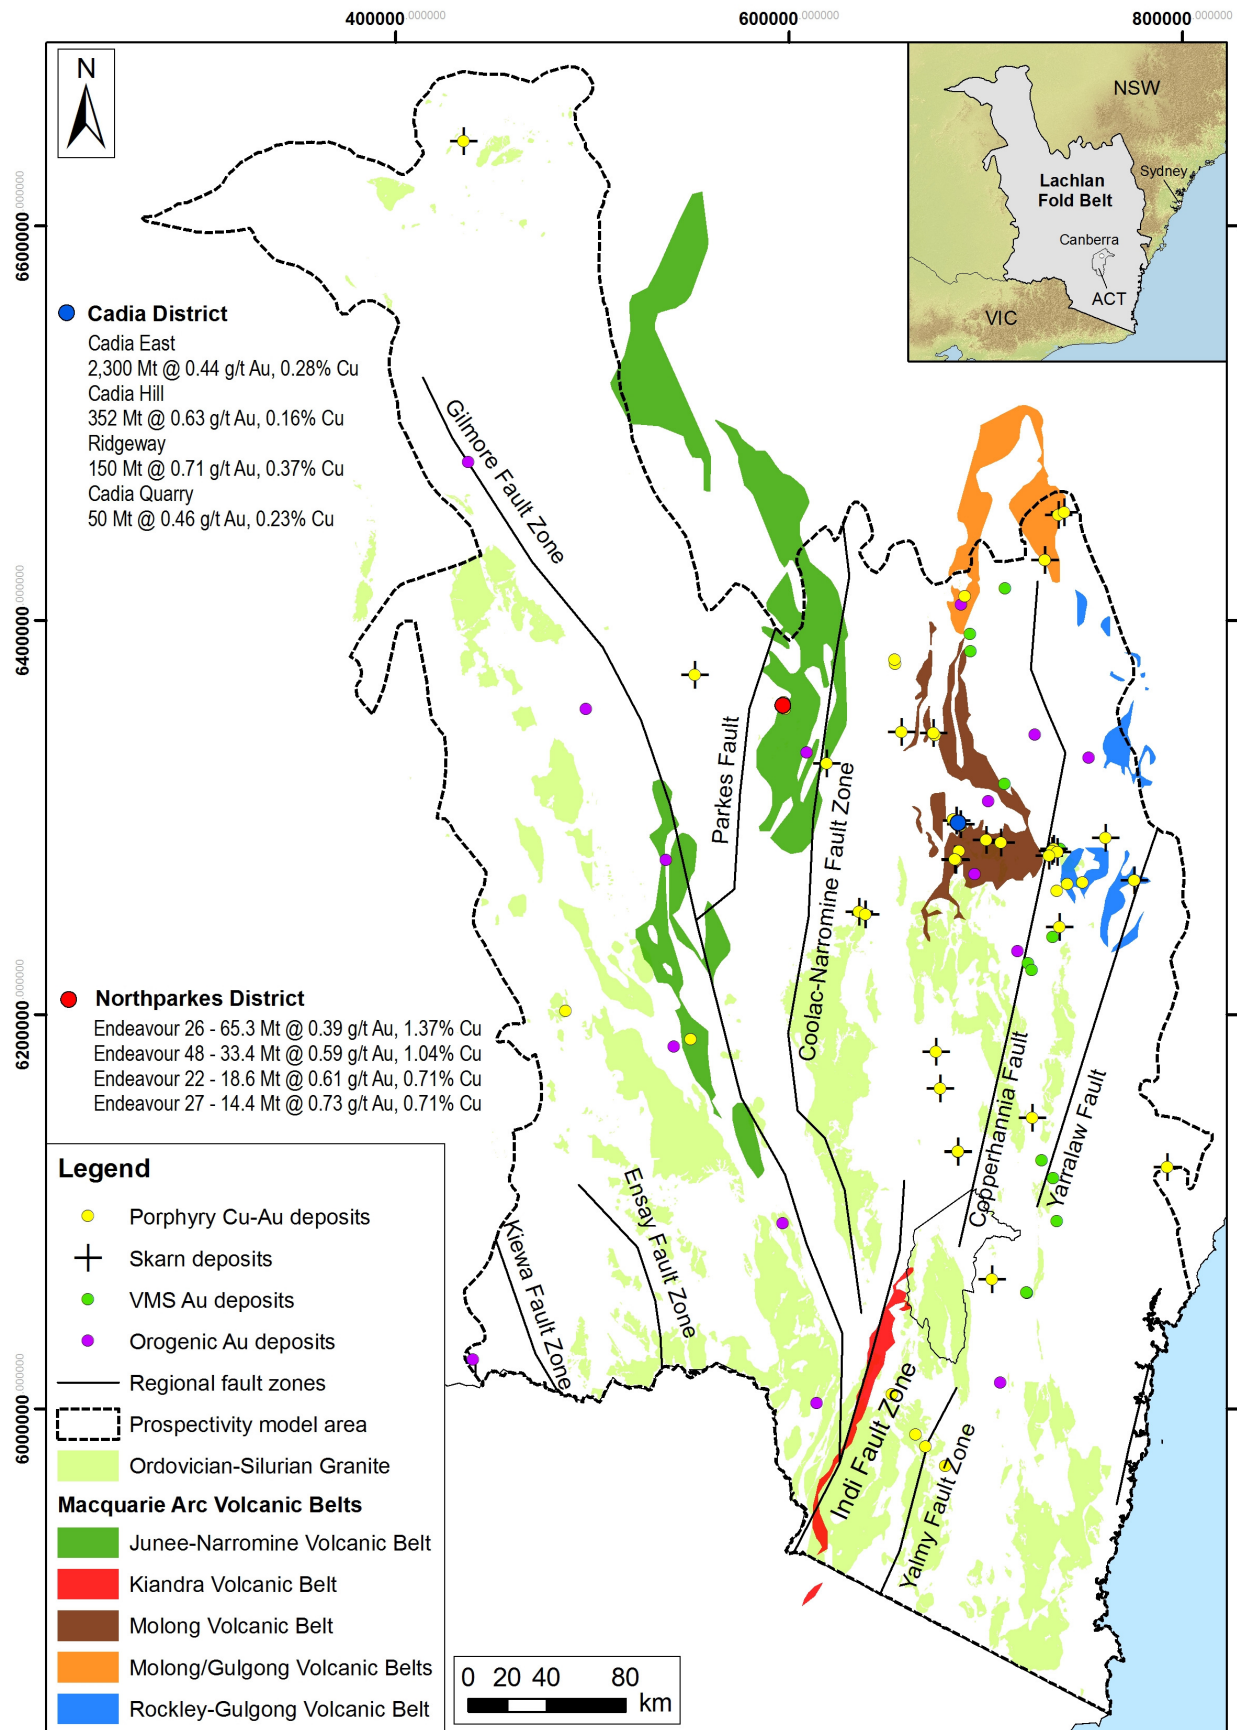 400000.000000
600000.000000
800000.000000
N
NSW
Sydney
Lachlan
Fold Belt
Canberra
ACT
VIC
6600000.000000
6400000.000000
6200000.000000
6000000.000000
Cadia District
Cadia East
2,300 Mt @ 0.44 g/t Au, 0.28% Cu
Cadia Hill
352 Mt @ 0.63 g/t Au, 0.16% Cu
Ridgeway
150 Mt @ 0.71 g/t Au, 0.37% Cu
Cadia Quarry
50 Mt @ 0.46 g/t Au, 0.23% Cu
Gilmore Fault Zone
Parkes Fault
Coolac-Narromine Fault Zone
Copperhannia Fault
Yarralaw Fault
Northparkes District
Endeavour 26 - 65.3 Mt @ 0.39 g/t Au, 1.37% Cu
Endeavour 48 - 33.4 Mt @ 0.59 g/t Au, 1.04% Cu
Endeavour 22 - 18.6 Mt @ 0.61 g/t Au, 0.71% Cu
Endeavour 27 - 14.4 Mt @ 0.73 g/t Au, 0.71% Cu
Kiewa Fault Zone
Ensay Fault Zone
Indi Fault Zone
Yalmy Fault Zone
Legend
Porphyry Cu-Au deposits
Skarn deposits
VMS Au deposits
Orogenic Au deposits
Regional fault zones
Prospectivity model area
Ordovician-Silurian Granite
Macquarie Arc Volcanic Belts
Junee-Narromine Volcanic Belt
Kiandra Volcanic Belt
Molong Volcanic Belt
Molong/Gulgong Volcanic Belts
Rockley-Gulgong Volcanic Belt
0 20 40 80
km